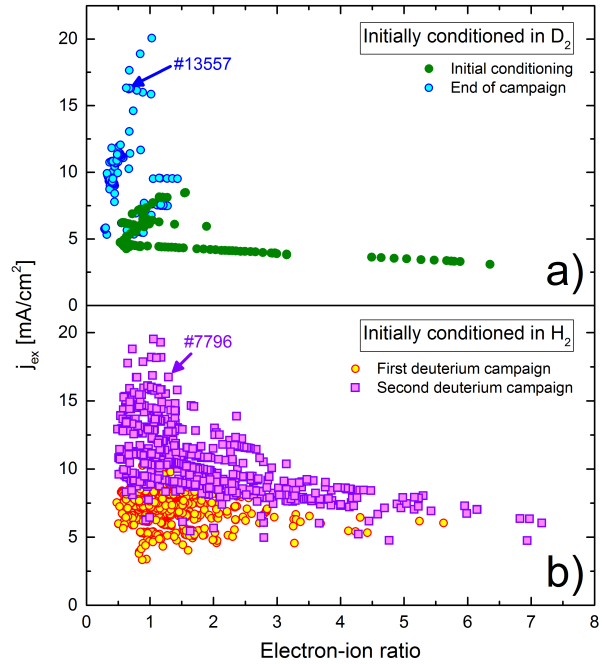 20
15
10
5
0
Initially conditioned in D₂
Initial conditioning
End of campaign
#13557
a)
j_ex [mA/cm²]
20
15
10
5
0
Initially conditioned in H₂
First deuterium campaign
Second deuterium campaign
#7796
b)
0 1 2 3 4 5 6 7 8
Electron-ion ratio